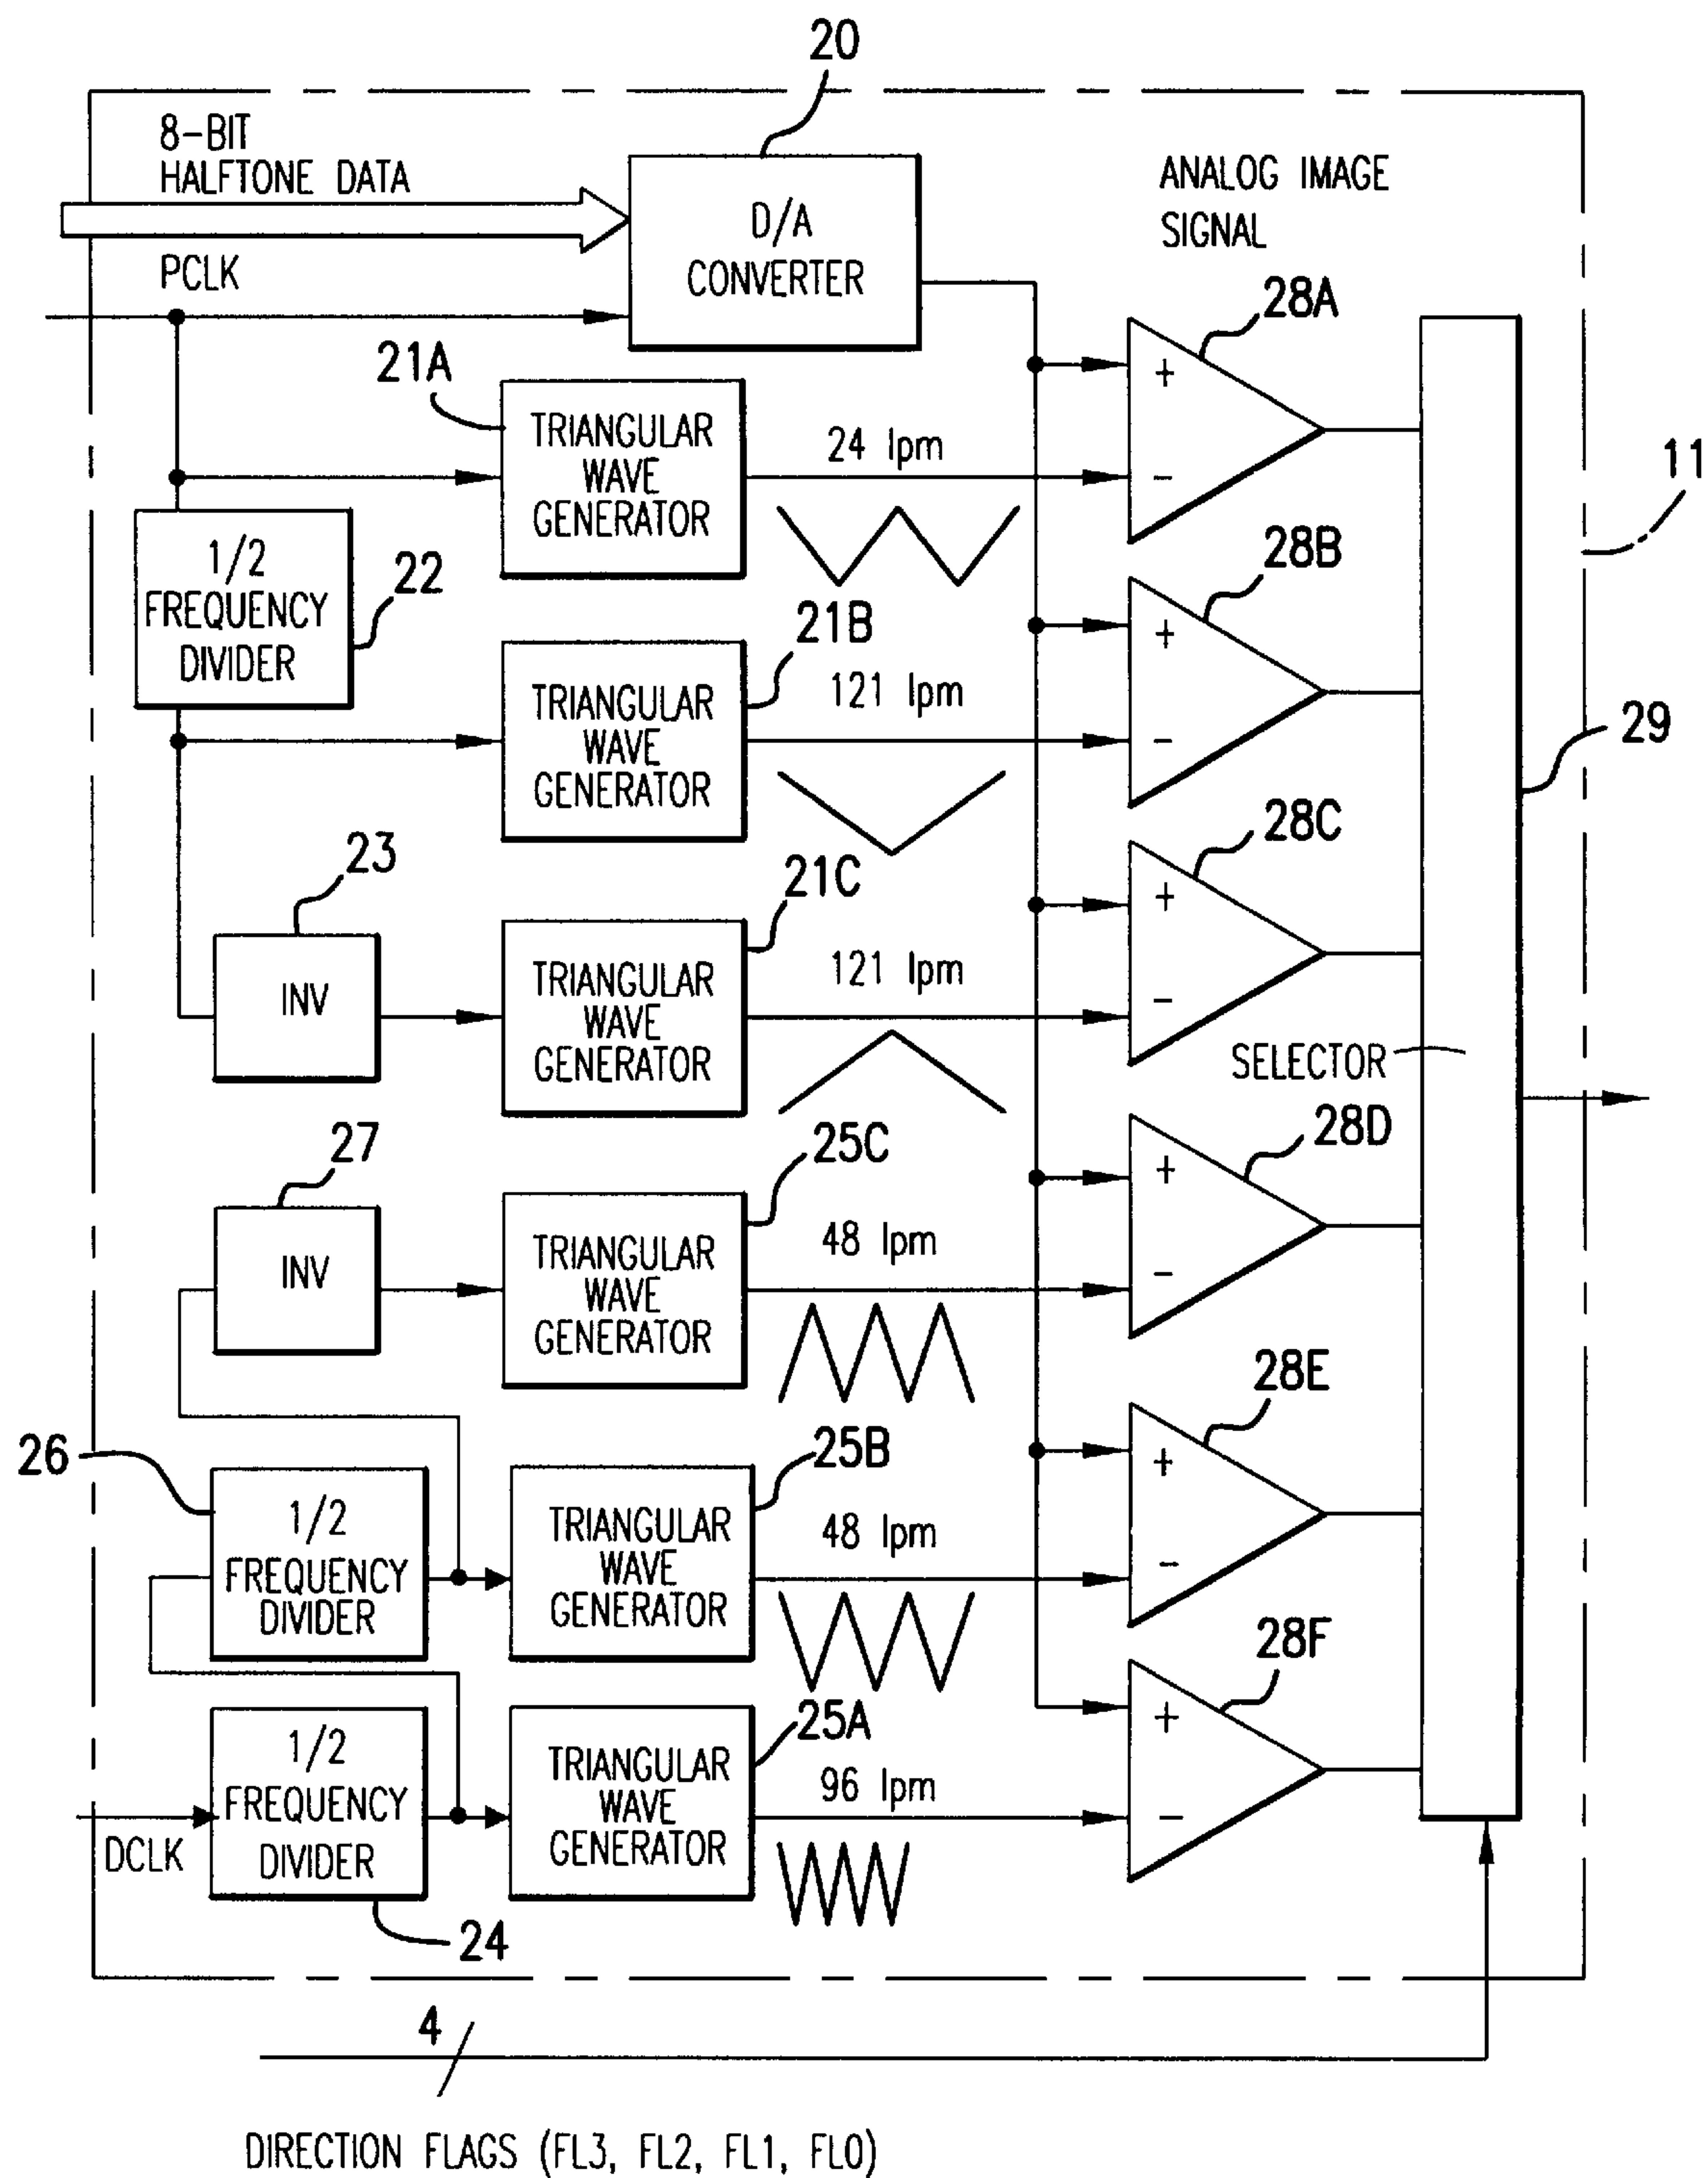 20
8-BIT
HALFTONE DATA
D/A
CONVERTER
ANALOG IMAGE
SIGNAL
PCLK
28A
+
-
21A
TRIANGULAR
WAVE
GENERATOR
24 lpm
11
1/2
FREQUENCY
DIVIDER
22
28B
+
-
21B
TRIANGULAR
WAVE
GENERATOR
121 lpm
29
23
INV
21C
TRIANGULAR
WAVE
GENERATOR
121 lpm
28C
+
-
SELECTOR
27
INV
25C
TRIANGULAR
WAVE
GENERATOR
48 lpm
28D
+
-
26
1/2
FREQUENCY
DIVIDER
25B
TRIANGULAR
WAVE
GENERATOR
48 lpm
28E
+
-
DCLK
1/2
FREQUENCY
DIVIDER
24
25A
TRIANGULAR
WAVE
GENERATOR
96 lpm
28F
+
-
4
DIRECTION FLAGS (FL3, FL2, FL1, FL0)